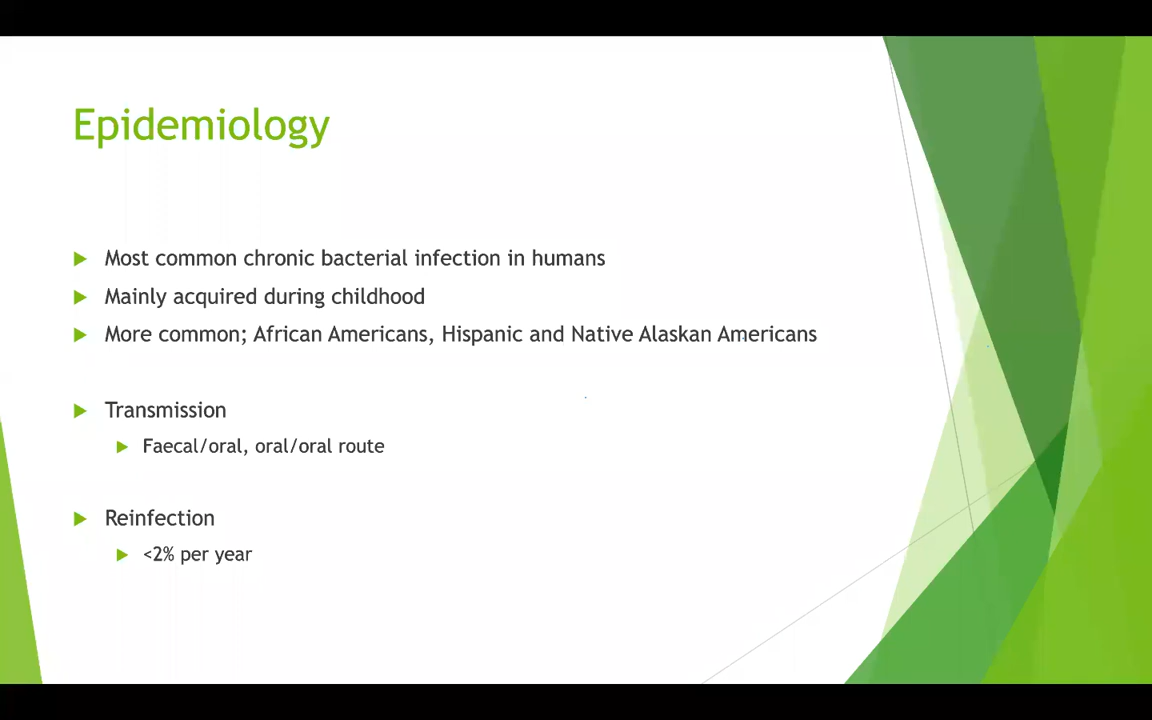 Epidemiology
Most common chronic bacterial infection in humans
Mainly acquired during childhood
More common; African Americans, Hispanic and Native Alaskan Americans
Transmission
Faecal/oral, oral/oral route
Reinfection
<2% per year